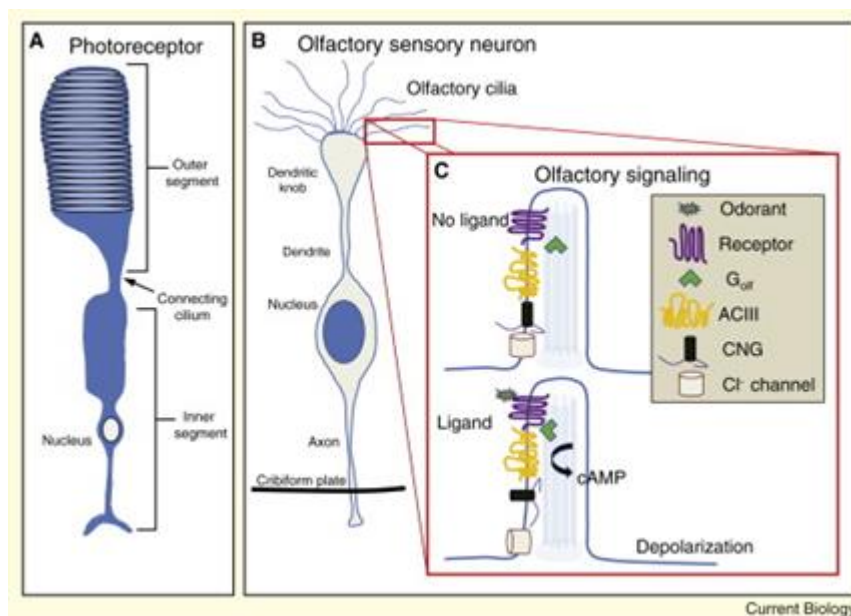 A
Photoreceptor
Outer
segment
Connecting
cilium
Inner
segment
Nucleus
B
Olfactory sensory neuron
Olfactory cilia
Dendritic
knob
Dendrite
Nucleus
Axon
Cribiform plate
C
Olfactory signaling
No ligand
Ligand
cAMP
Depolarization
Odorant
Receptor
Golf
ACIII
CNG
Cl- channel
Current Biology